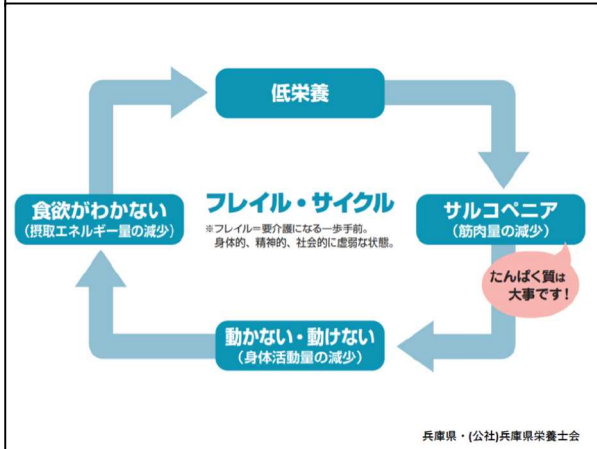 低栄養
食欲がわかない
（摂取エネルギー量の減少）
フレイル・サイクル
※フレイル＝要介護になる一歩手前。
身体的、精神的、社会的に虚弱な状態。
サルコペニア
（筋肉量の減少）
たんぱく質は
大事です！
動かない・動けない
（身体活動量の減少）
兵庫県・(公社)兵庫県栄養士会